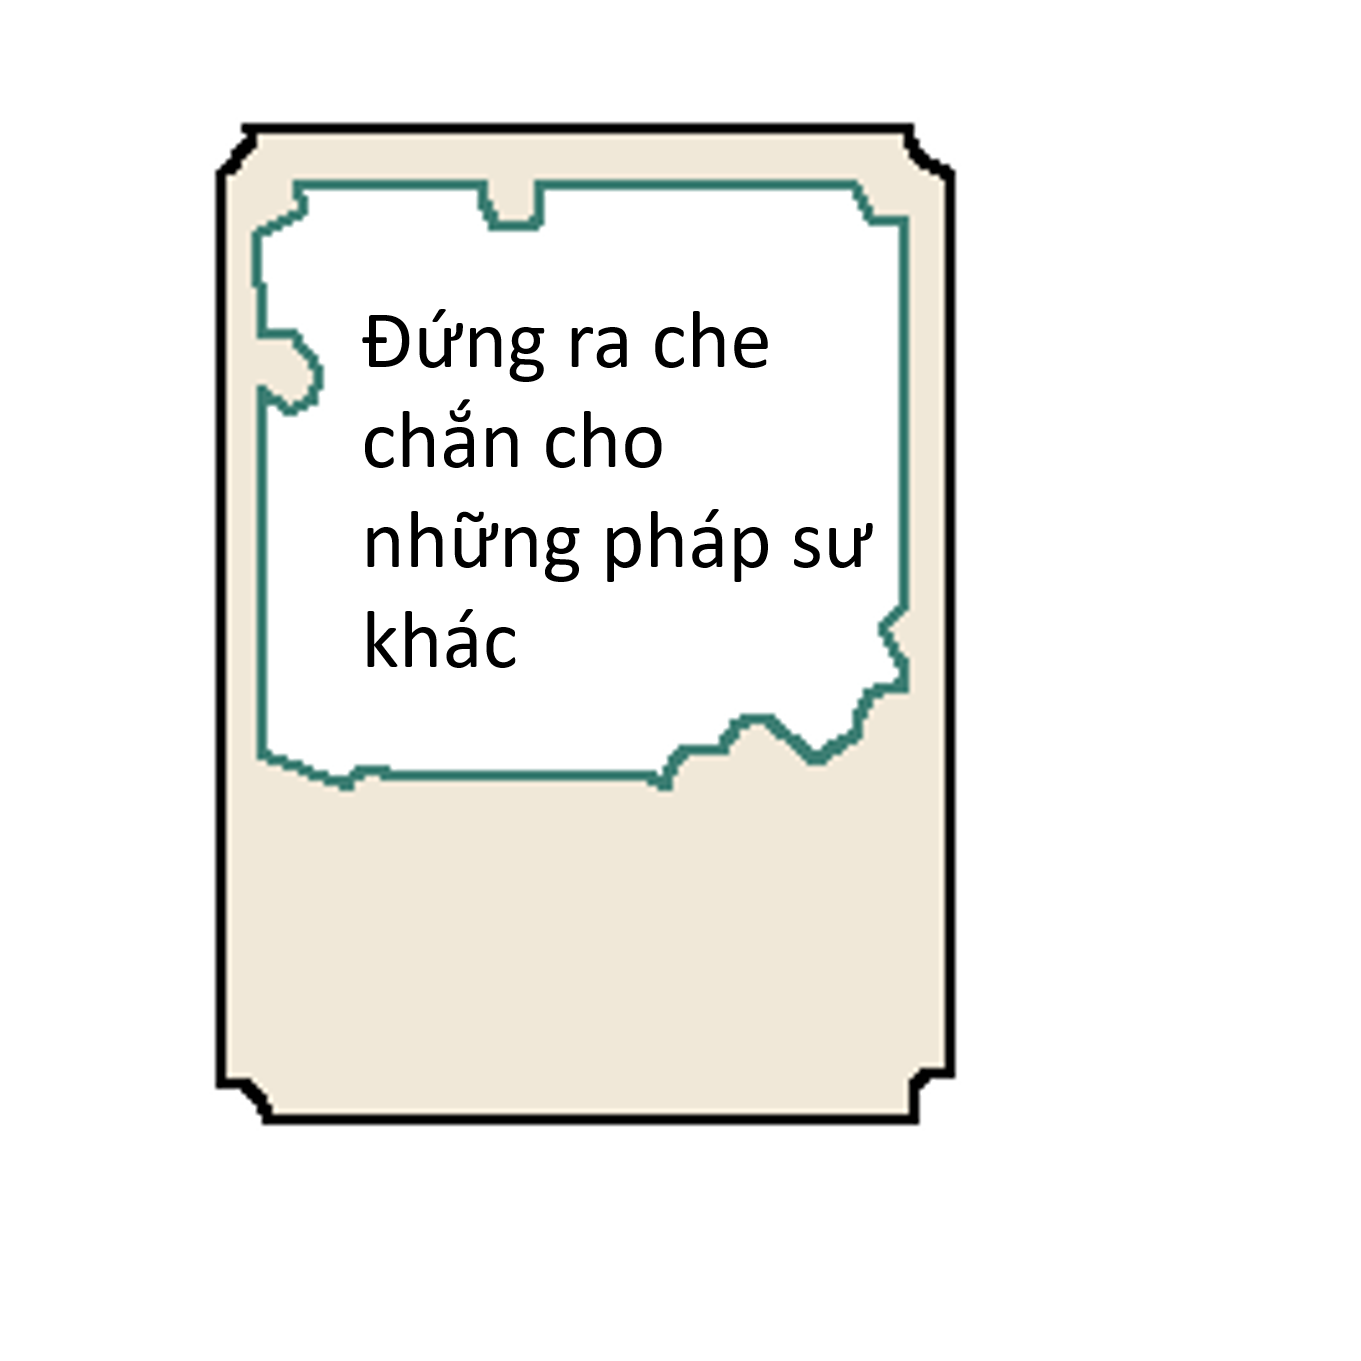 Đứng ra che
chắn cho
những pháp sư
khác